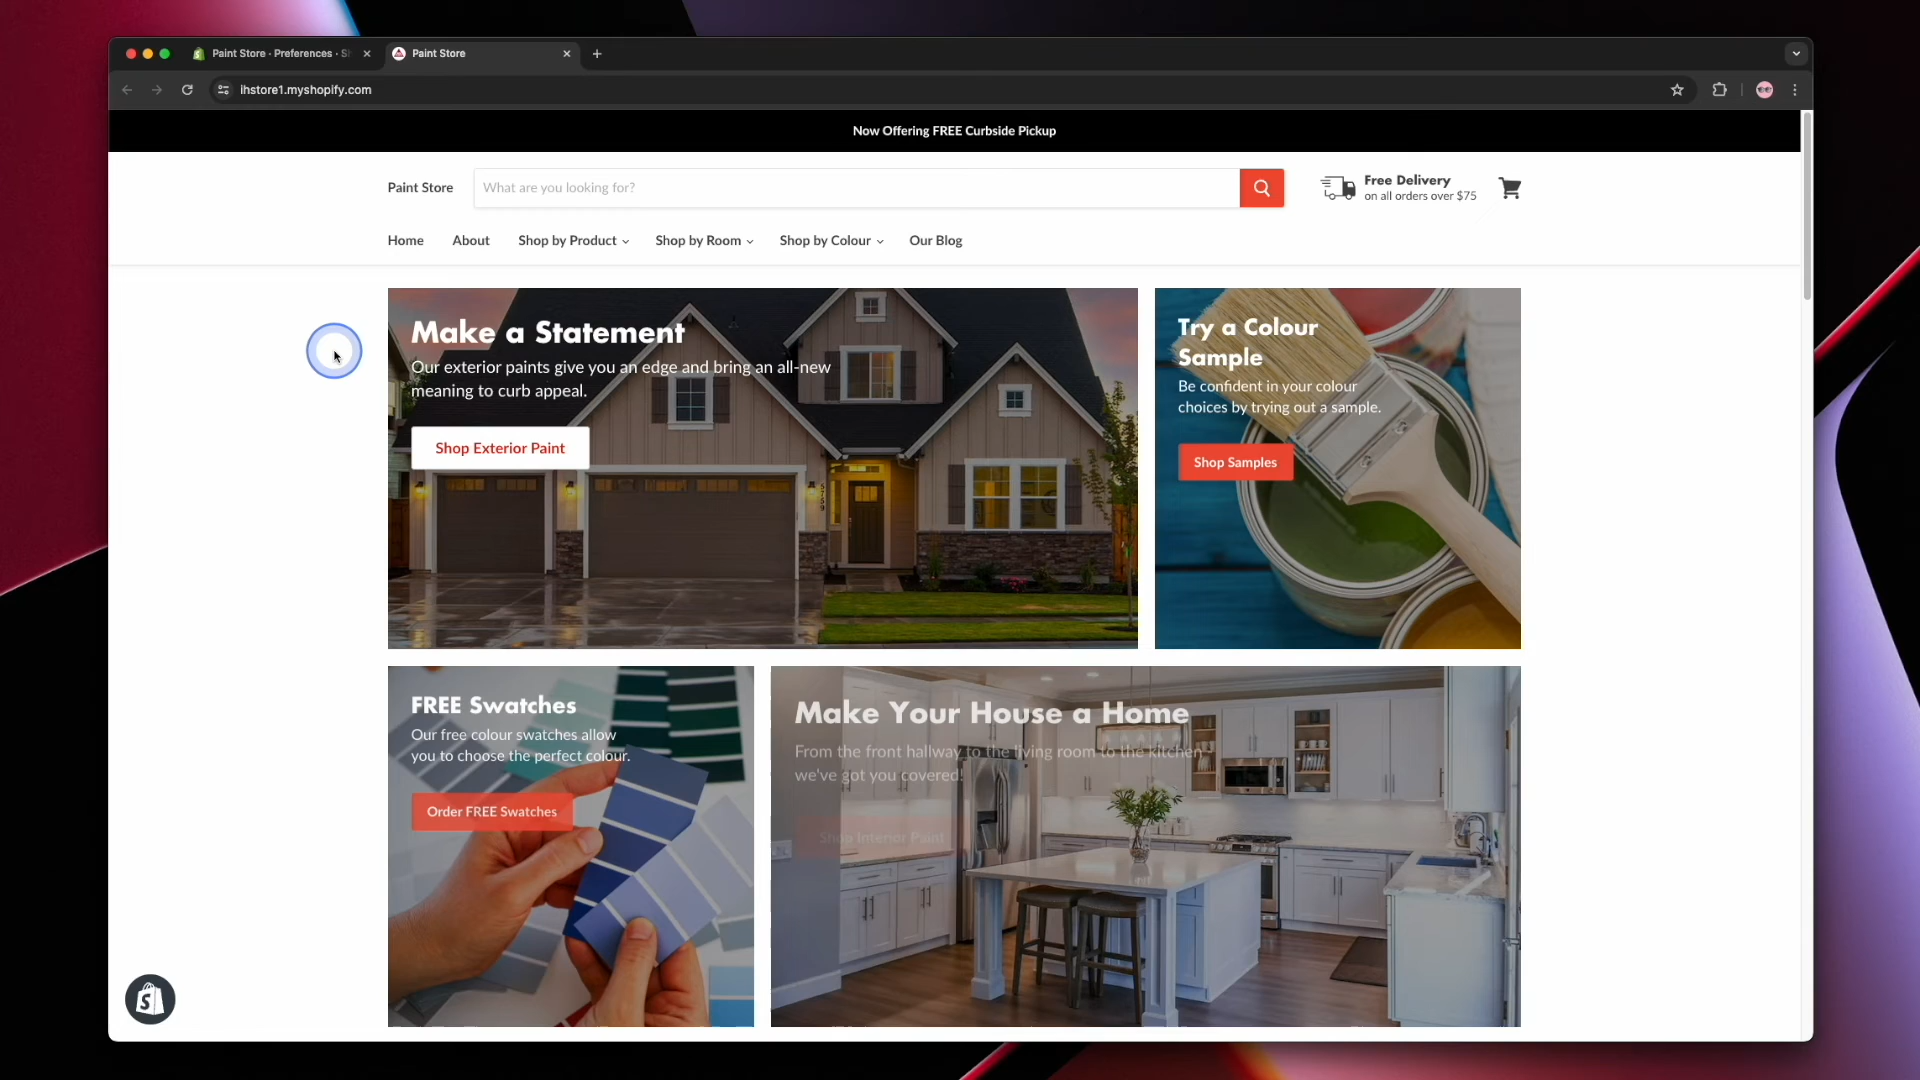 Paint Store · Preferences · S
Paint Store
ihstore1.myshopify.com
Now Offering FREE Curbside Pickup
Paint Store
What are you looking for?
Free Delivery
on all orders over $75
Home
About
Shop by Product
Shop by Room
Shop by Colour
Our Blog
Make a Statement
Our exterior paints give you an edge and bring an all-new
meaning to curb appeal.
Shop Exterior Paint
5759
Try a Colour
Sample
Be confident in your colour
choices by trying out a sample.
Shop Samples
FREE Swatches
Our free colour swatches allow
you to choose the perfect colour.
Order FREE Swatches
Make Your House a Home
From the front hallway to the living room to the kitchen -
we've got you covered!
Shop Interior Paint